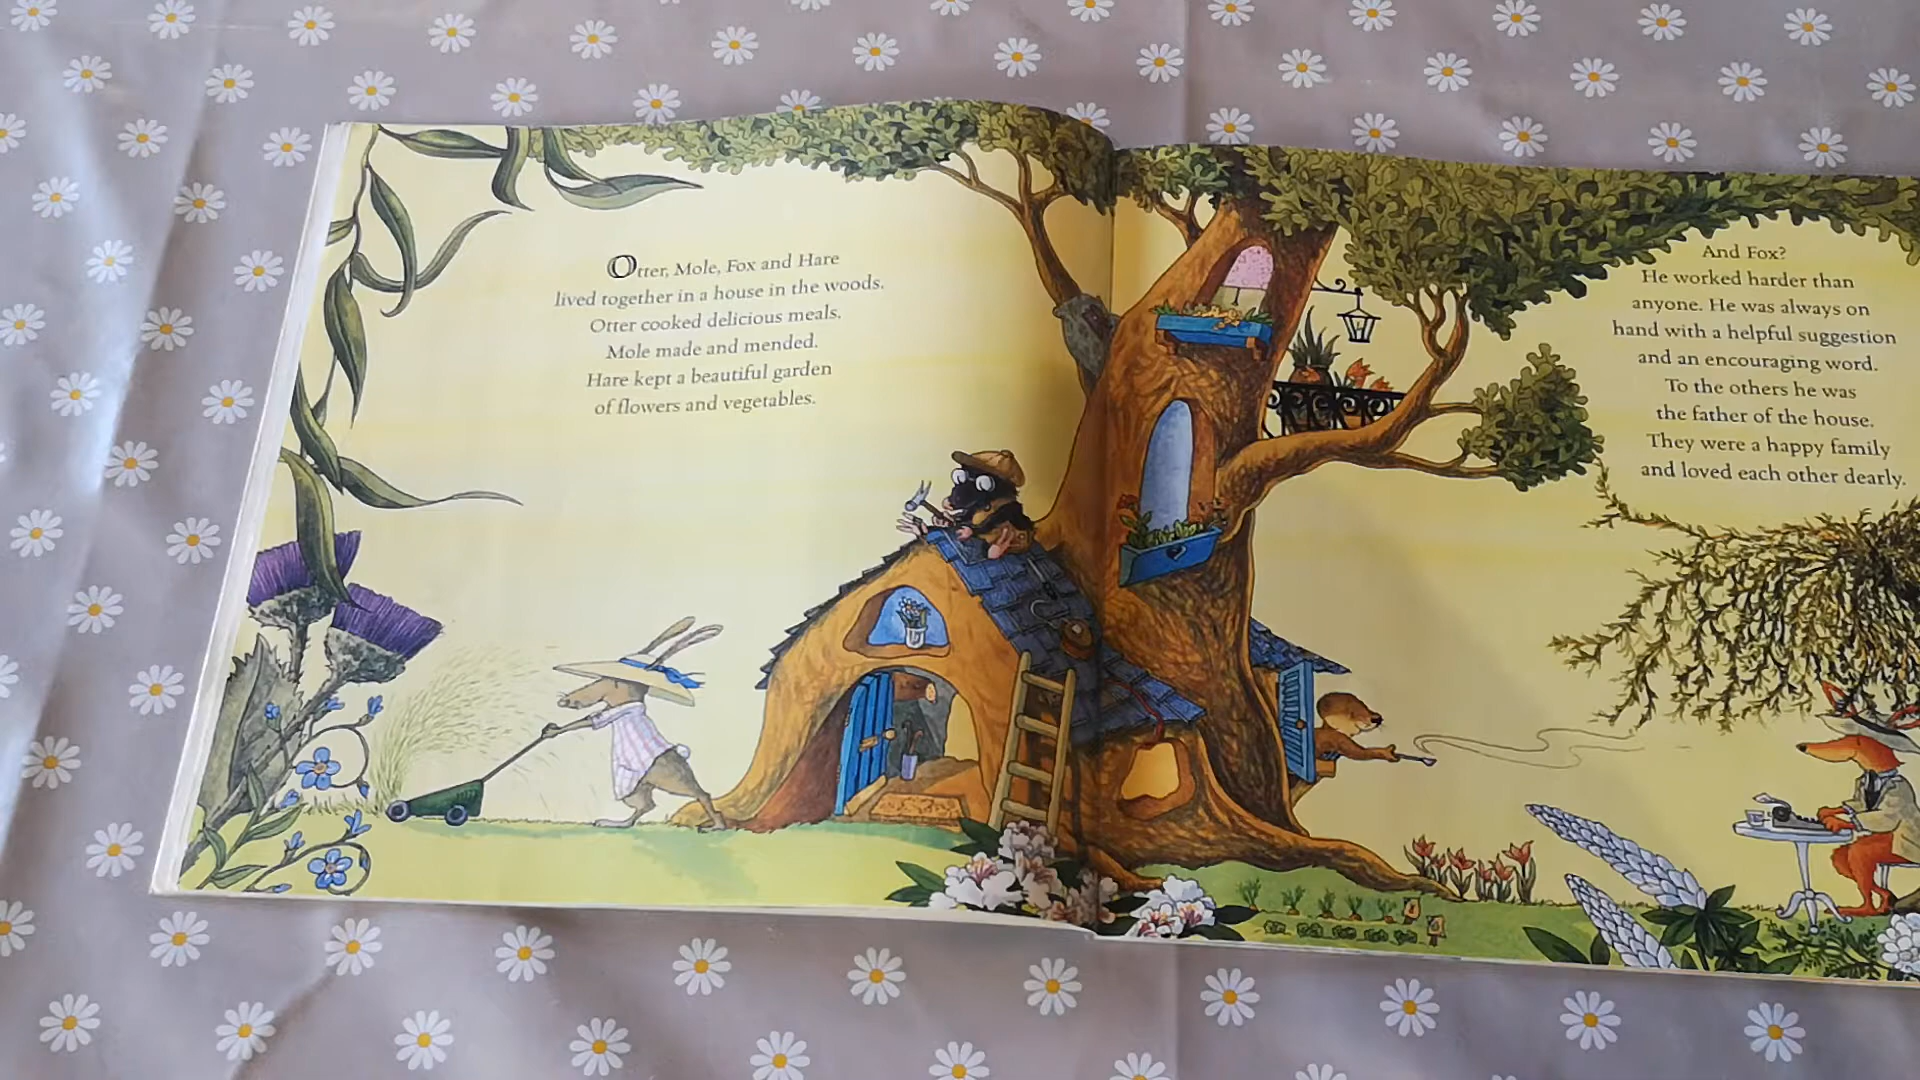 Otter, Mole, Fox and Hare
lived together in a house in the woods.
Otter cooked delicious meals.
Mole made and mended.
Hare kept a beautiful garden
of flowers and vegetables.
And Fox?
He worked harder than
anyone. He was always on
hand with a helpful suggestion
and an encouraging word.
To the others he was
the father of the house.
They were a happy family
and loved each other dearly.